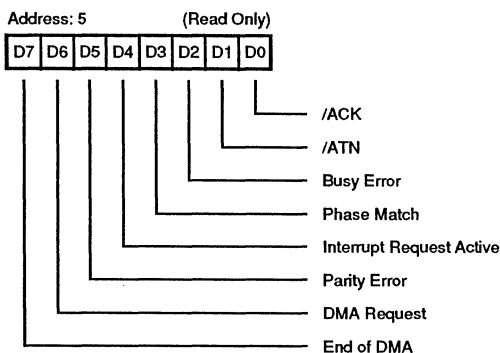 Address: 5 (Read Only)
D7 D6 D5 D4 D3 D2 D1 D0
/ACK
/ATN
Busy Error
Phase Match
Interrupt Request Active
Parity Error
DMA Request
End of DMA